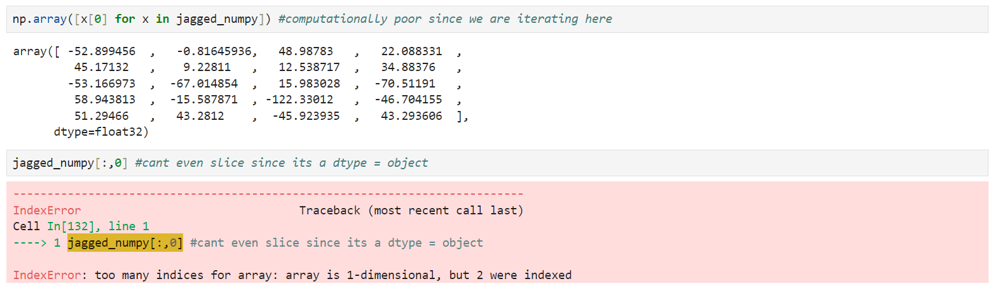 np.array([x[0] for x in jagged_numpy]) #computationally poor since we are iterating here
array([ -52.899456  ,   -0.81645936,   48.98783   ,   22.088331  ,
         45.17132   ,    9.22811   ,   12.538717  ,   34.88376   ,
        -53.166973  ,  -67.014854  ,   15.983028  ,  -70.51191   ,
         58.943813  ,  -15.587871  , -122.33012   ,  -46.704155  ,
         51.29466   ,   43.2812    ,  -45.923935  ,   43.293606  ],
      dtype=float32)
jagged_numpy[:,0] #cant even slice since its a dtype = object
---------------------------------------------------------------------------
IndexError                                Traceback (most recent call last)
Cell In[132], line 1
----> 1 jagged_numpy[:,0] #cant even slice since its a dtype = object
IndexError: too many indices for array: array is 1-dimensional, but 2 were indexed